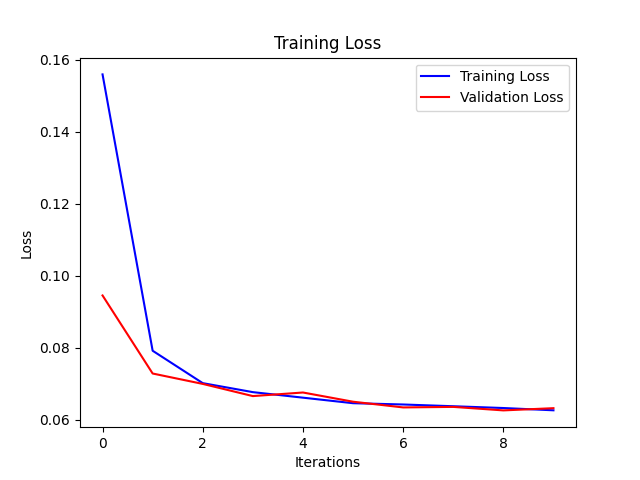 Training Loss
0.16
0.14
0.12
0.10
0.08
0.06
Loss
Training Loss
Validation Loss
0 2 4 6 8
Iterations